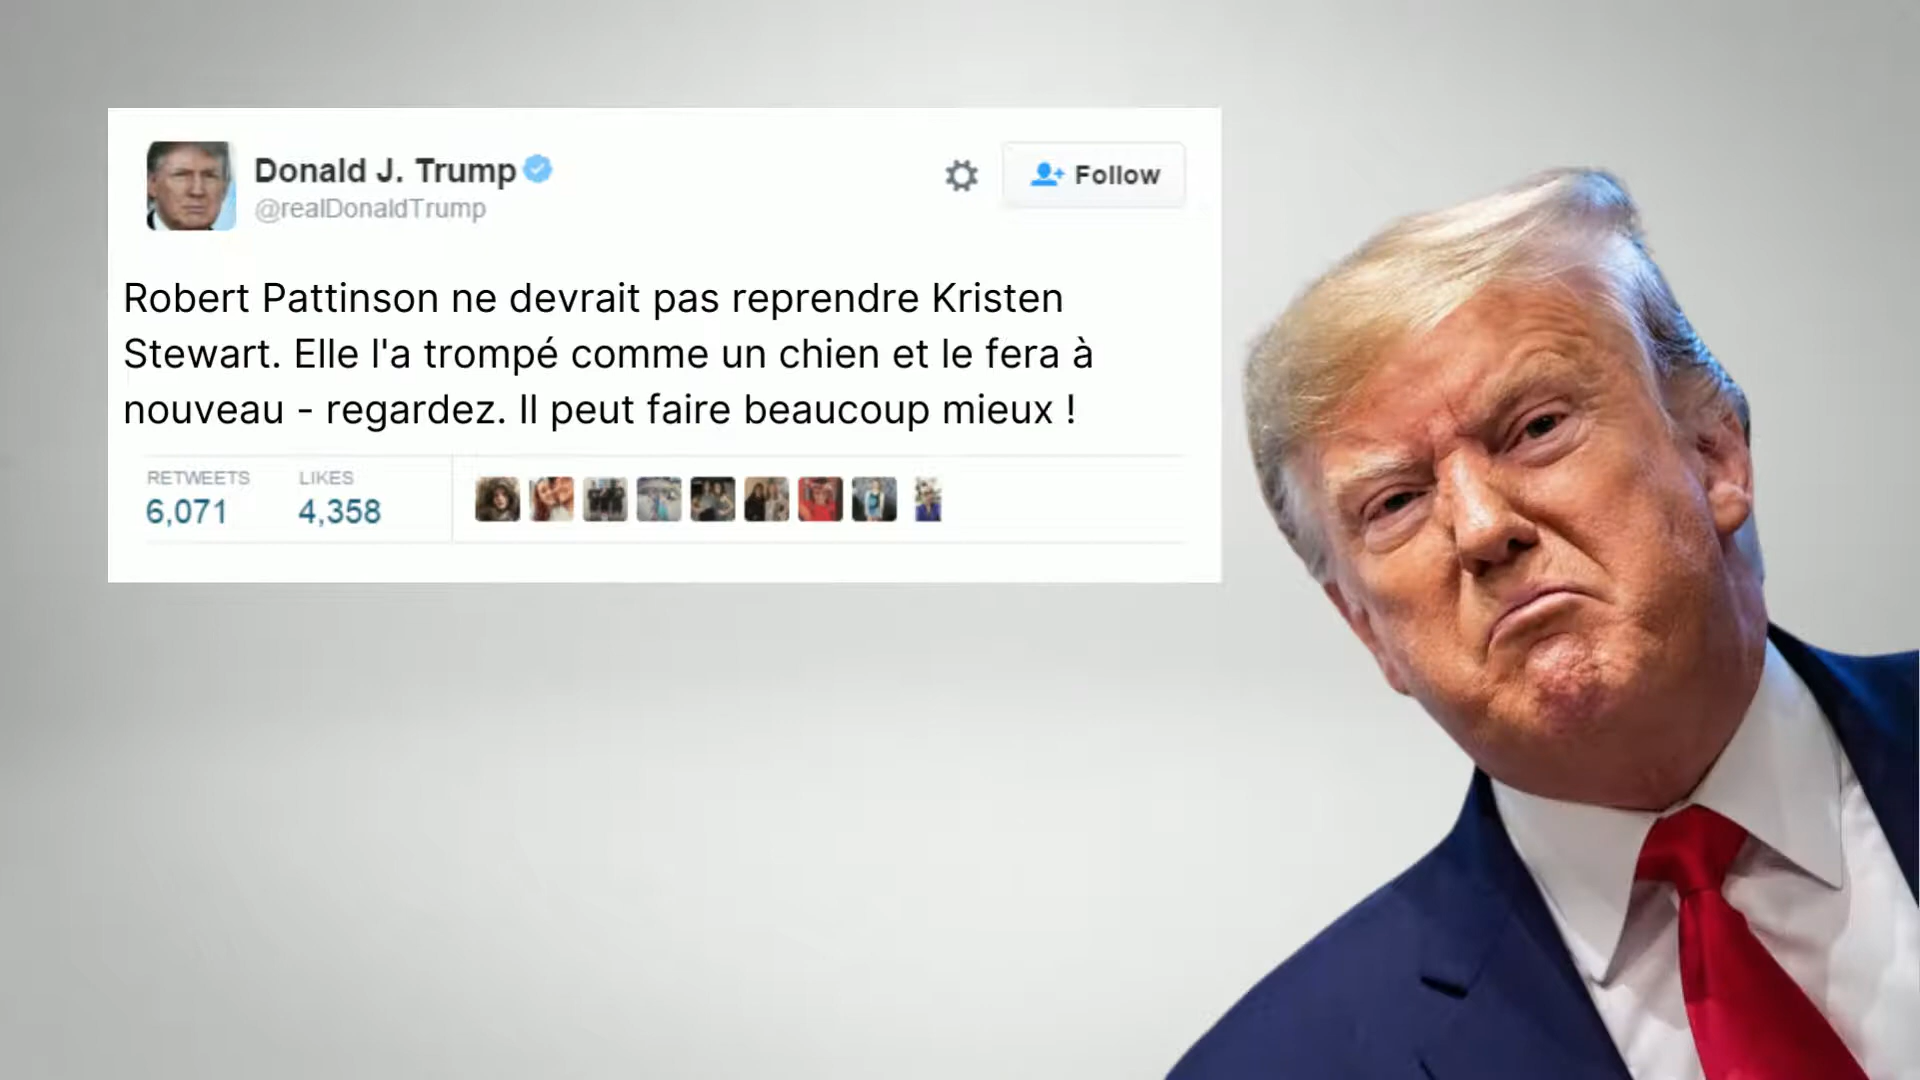 Donald J. Trump
@realDonaldTrump
Follow
Robert Pattinson ne devrait pas reprendre Kristen
Stewart. Elle l'a trompé comme un chien et le fera à
nouveau - regardez. Il peut faire beaucoup mieux !
RETWEETS LIKES
6,071 4,358